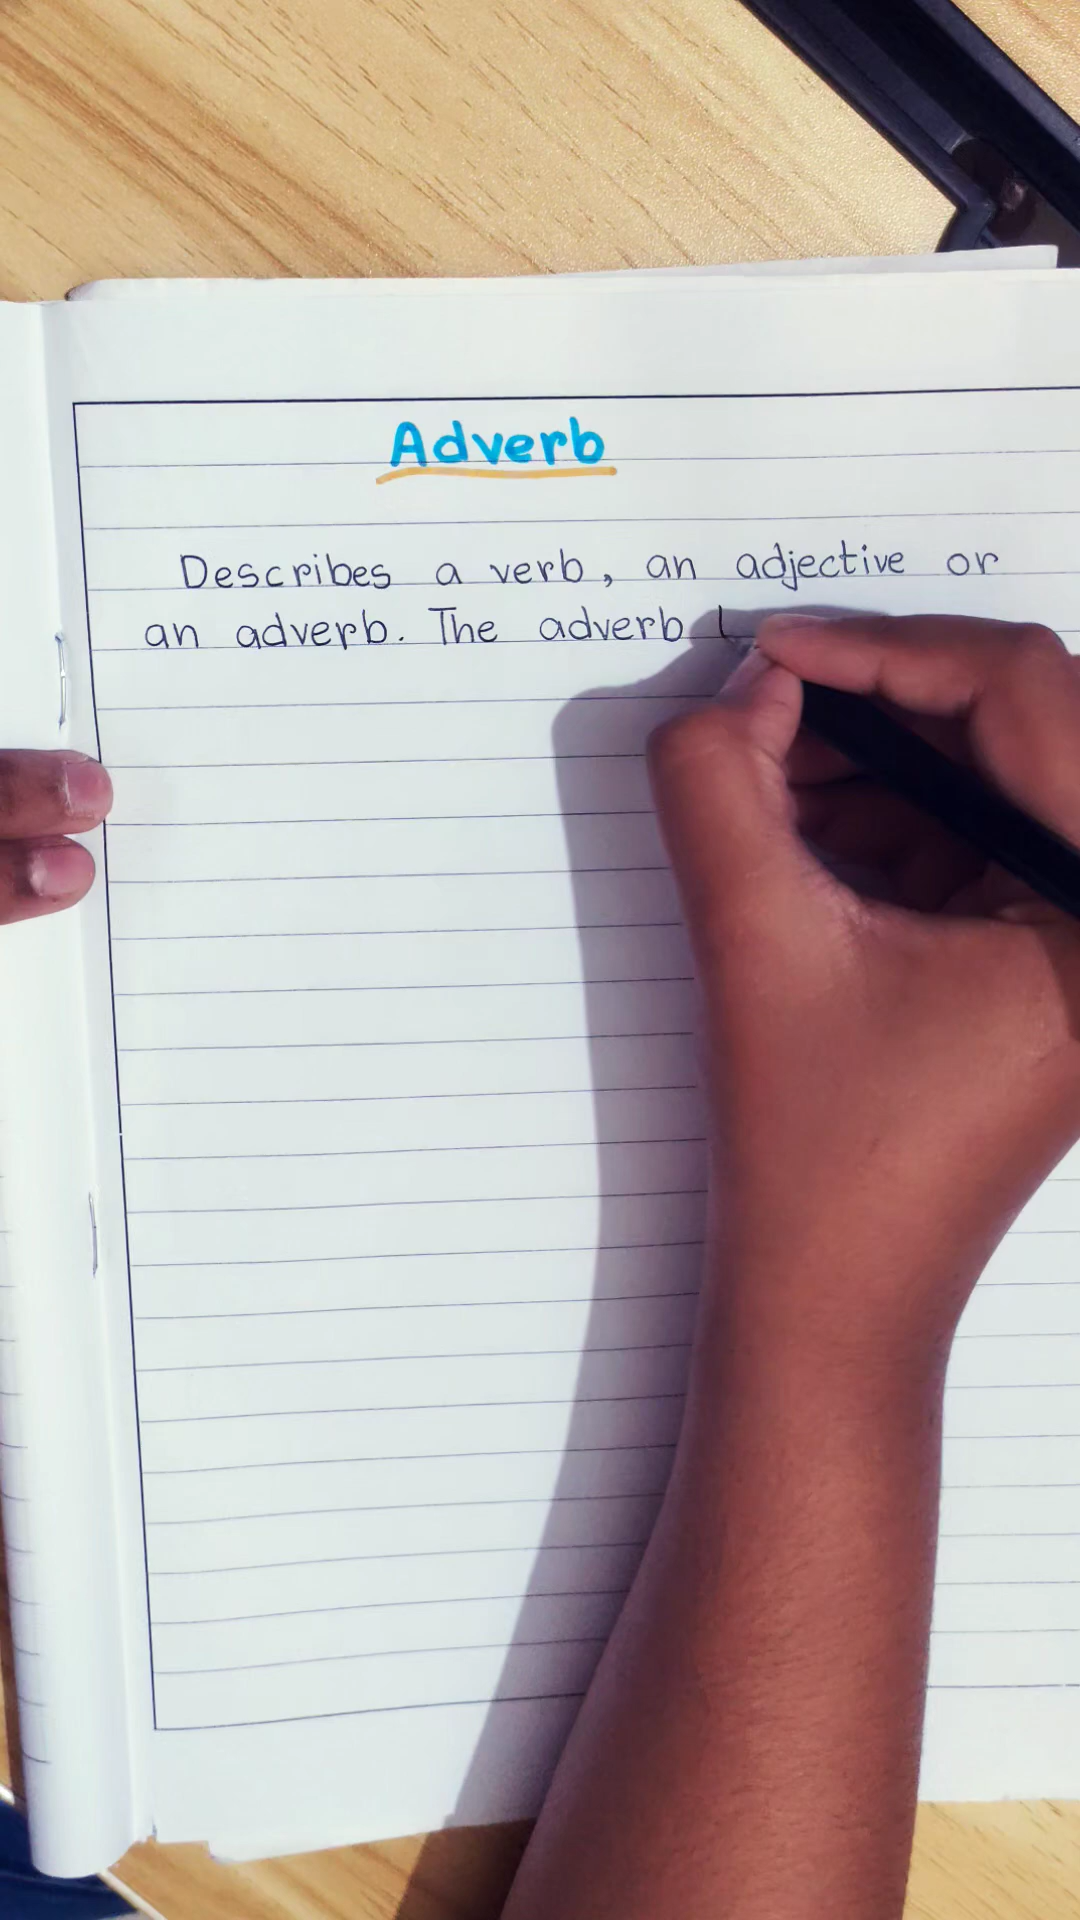 Adverb
Describes a verb, an adjective or
an adverb. The adverb